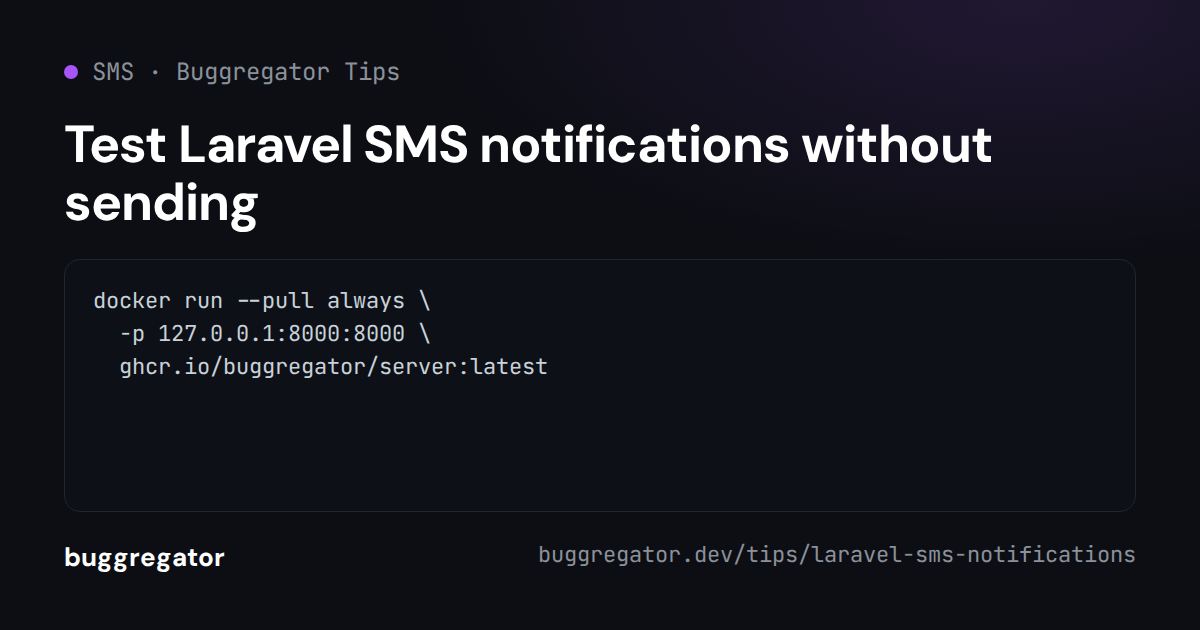 SMS · Buggregator Tips
Test Laravel SMS notifications without
sending
docker run --pull always \
  -p 127.0.0.1:8000:8000 \
  ghcr.io/buggregator/server:latest
buggregator
buggregator.dev/tips/laravel-sms-notifications